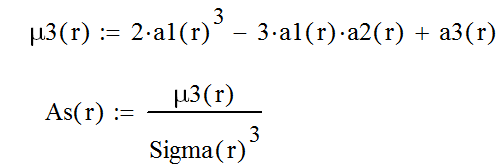 μ3(r) := 2·a1(r)³ − 3·a1(r)·a2(r) + a3(r)
As(r) := μ3(r) / Sigma(r)³